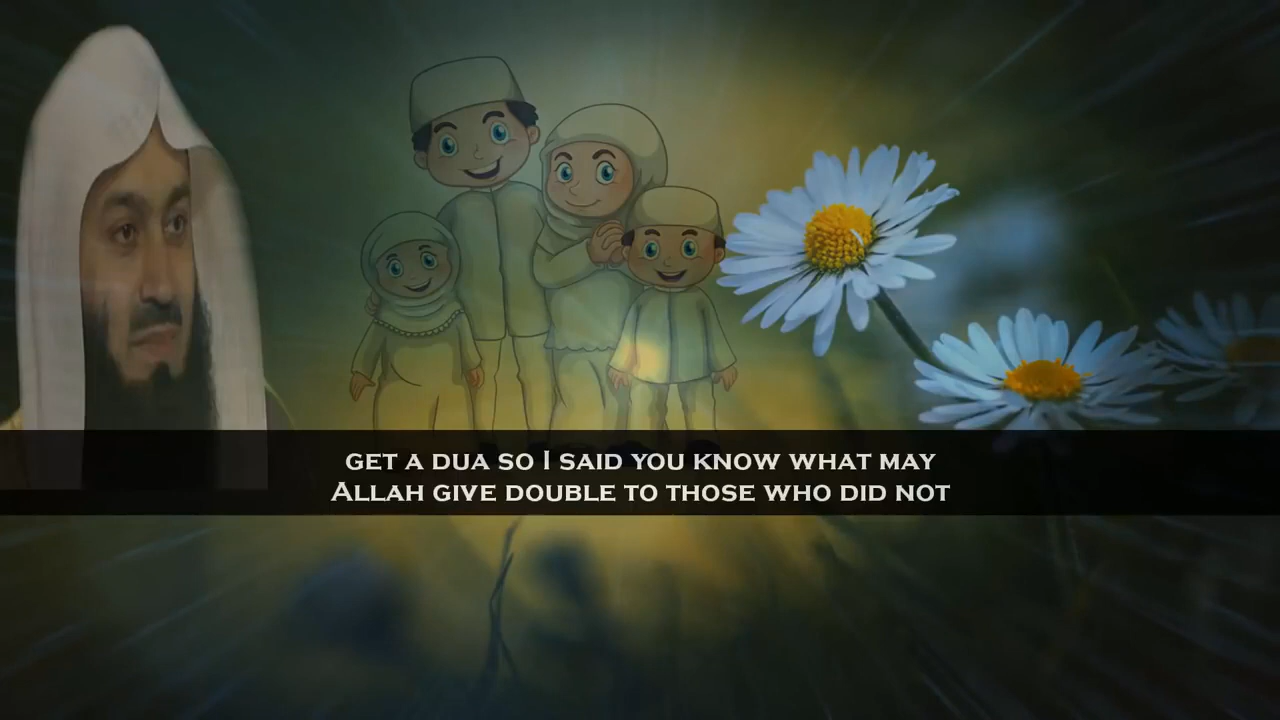 GET A DUA SO I SAID YOU KNOW WHAT MAY
ALLAH GIVE DOUBLE TO THOSE WHO DID NOT